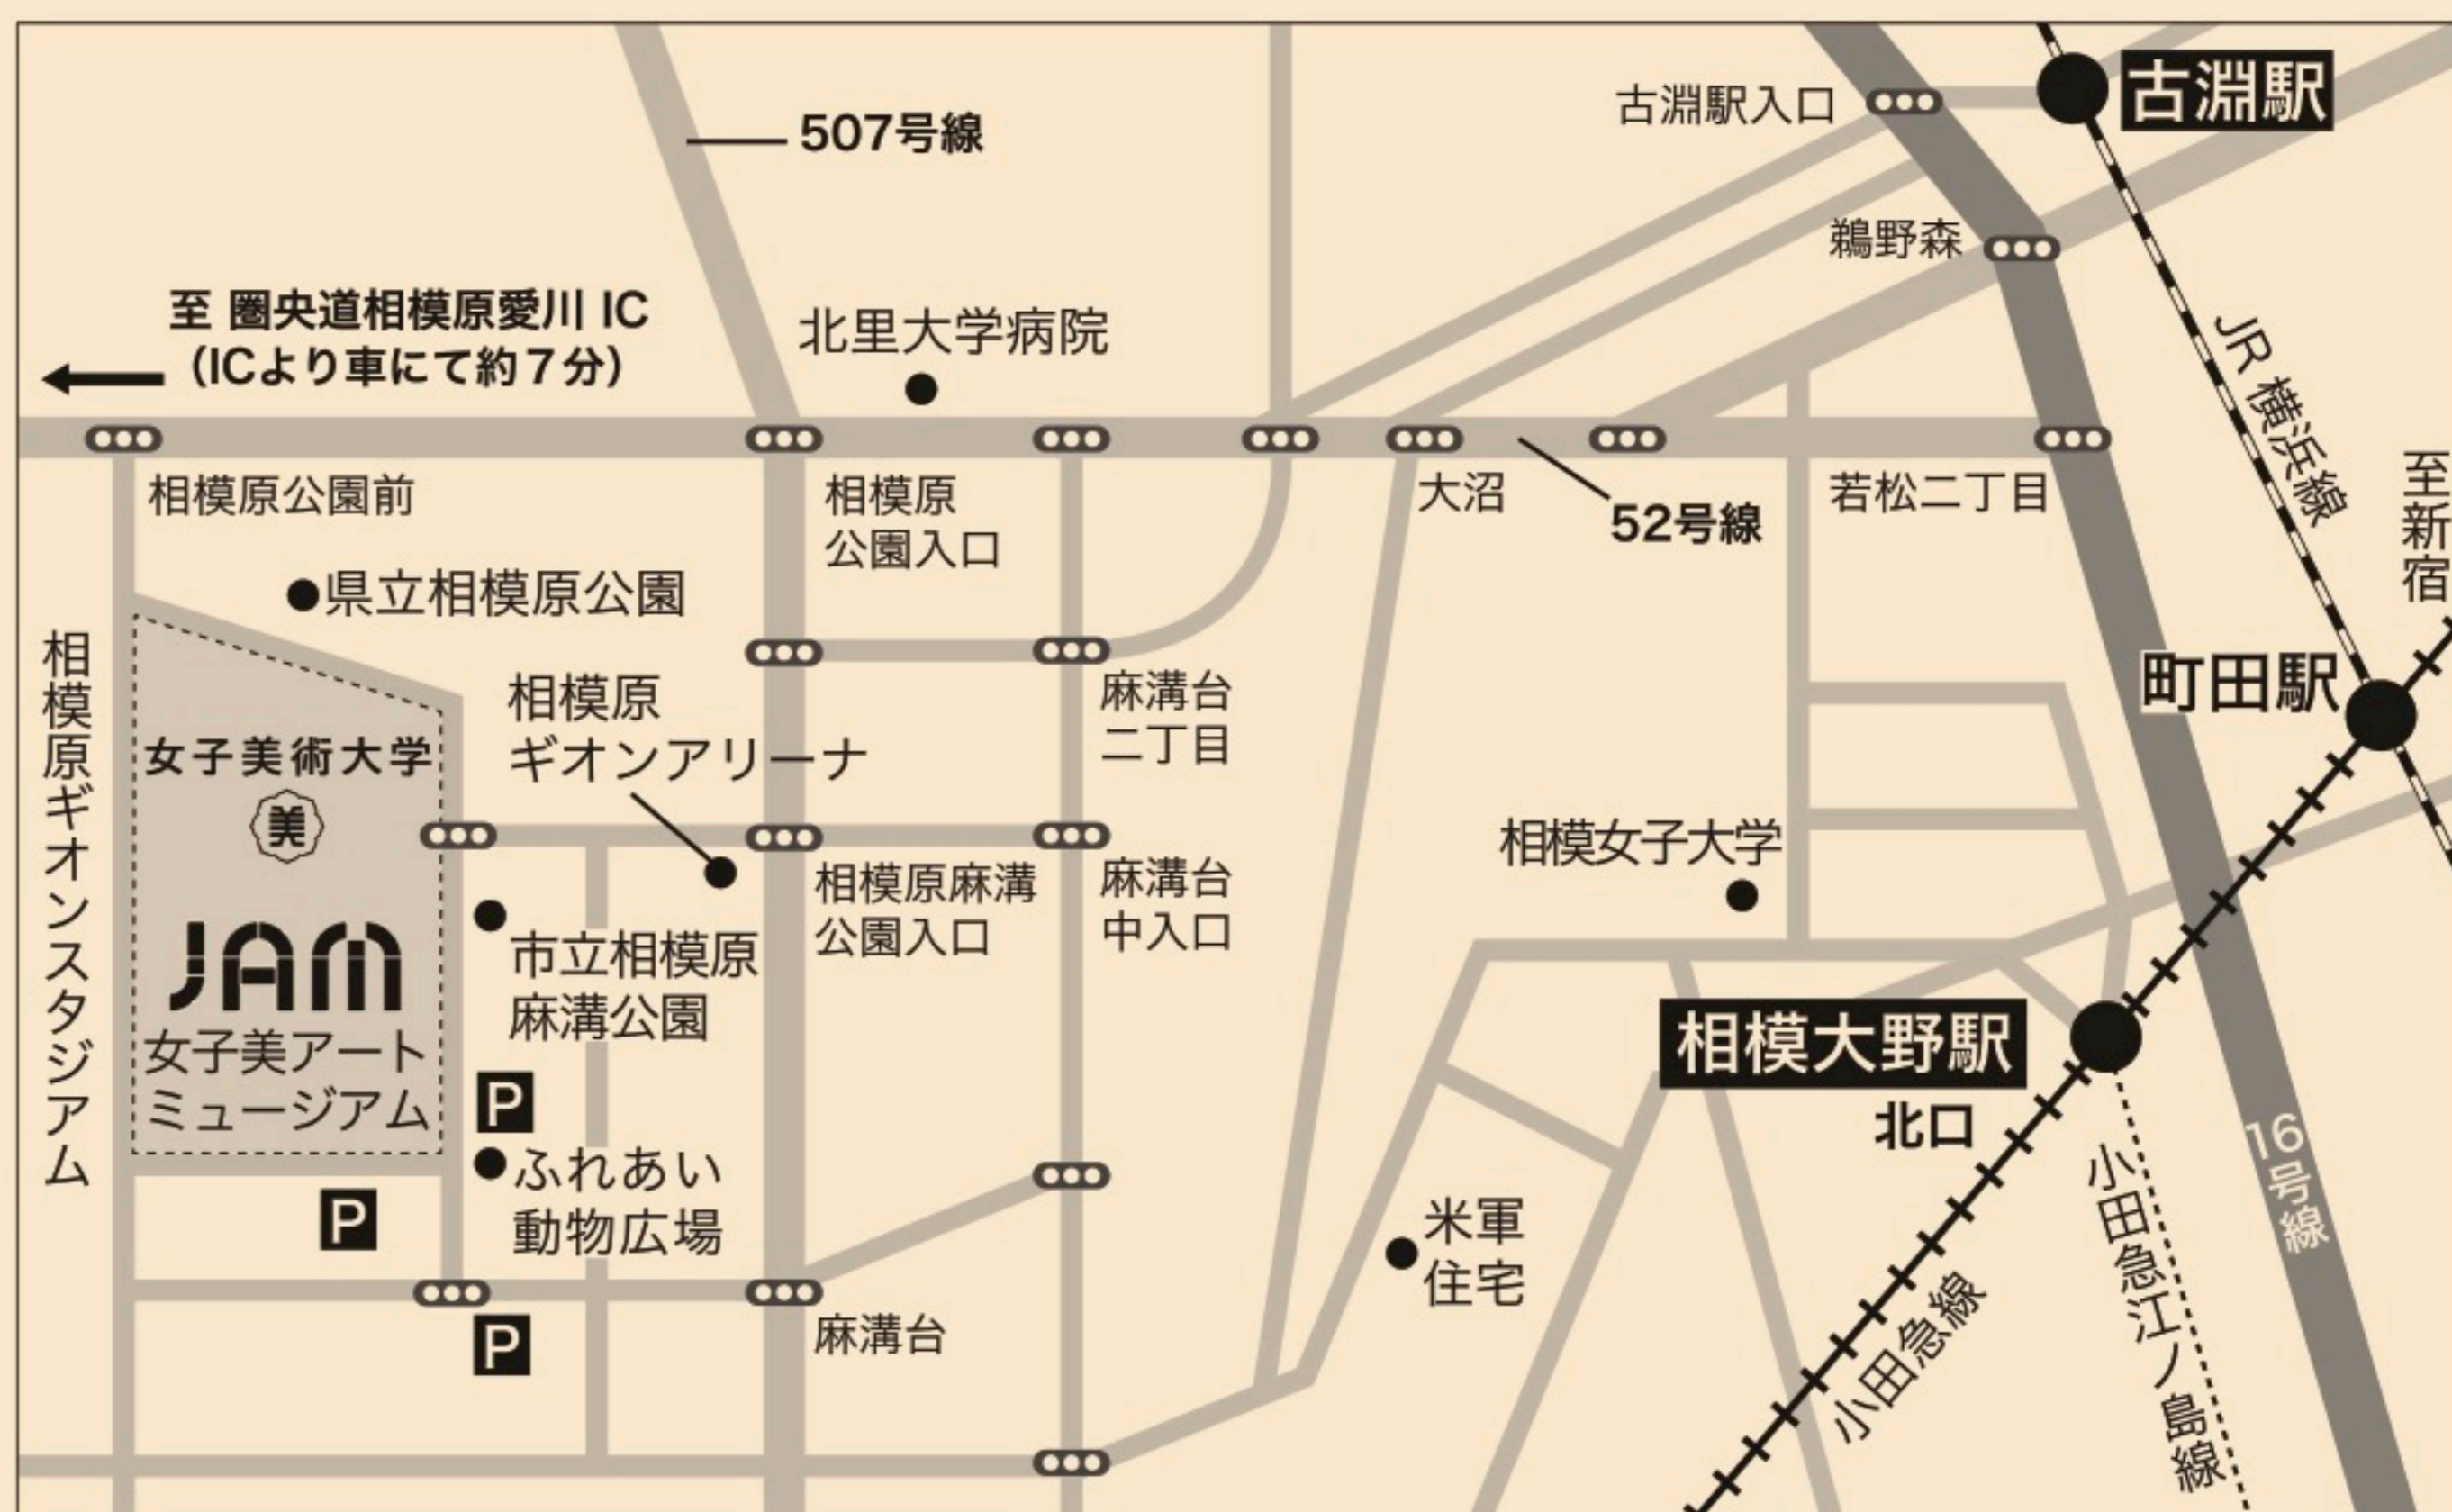 古淵駅
古淵駅入口
507号線
鵜野森
至 圏央道相模原愛川 IC
（ICより車にて約7分）
北里大学病院
JR 横浜線
至新宿
相模原公園前
相模原
公園入口
大沼
52号線
若松二丁目
県立相模原公園
相模原ギオンスタジアム
町田駅
相模原
ギオンアリーナ
麻溝台
二丁目
女子美術大学
美
相模女子大学
相模原麻溝
公園入口
麻溝台
中入口
市立相模原
麻溝公園
JAM
女子美アート
ミュージアム
相模大野駅
北口
P
16号線
ふれあい
動物広場
P
米軍
住宅
小田急江ノ島線
小田急線
P
麻溝台